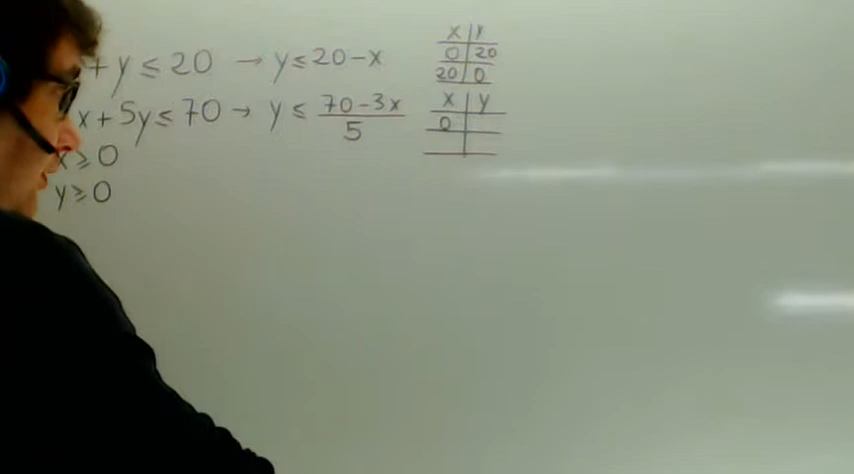 + y ≤ 20 → y ≤ 20 - x
x + 5y ≤ 70 → y ≤ (70 - 3x)/5
x ≥ 0
y ≥ 0
x | y
0 | 20
20 | 0
x | y
0 |